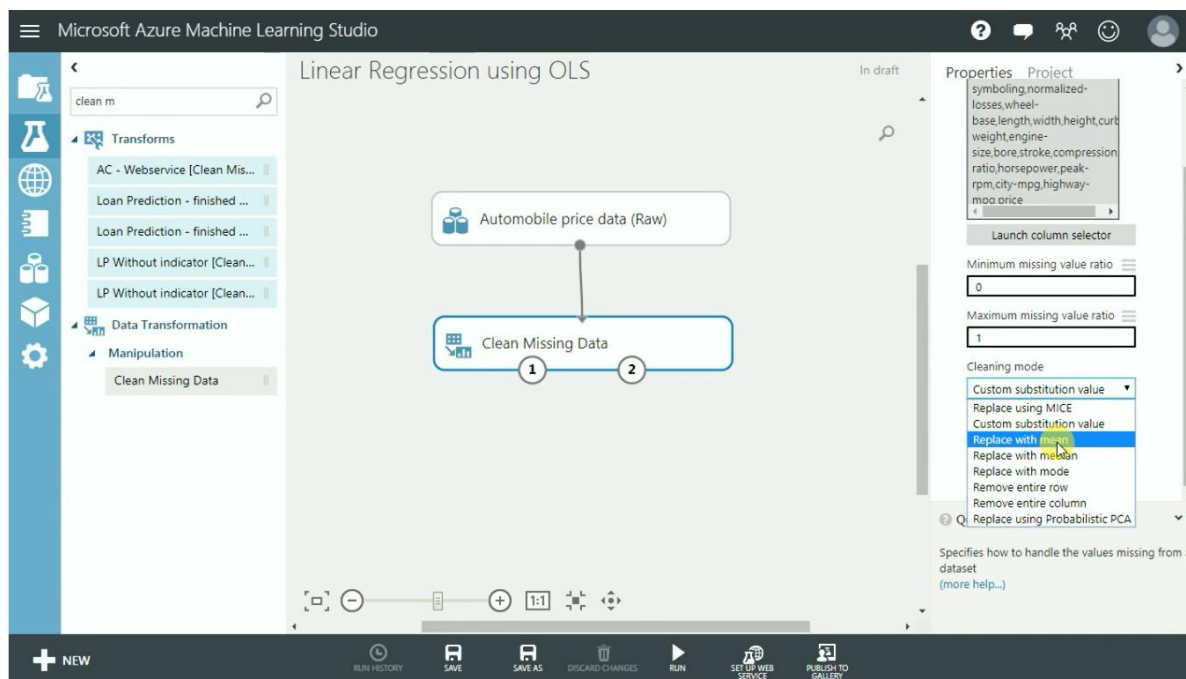 Microsoft Azure Machine Learning Studio
clean m
Transforms
AC - Webservice [Clean Mis...
Loan Prediction - finished ...
Loan Prediction - finished ...
LP Without indicator [Clean...
LP Without indicator [Clean...
Data Transformation
Manipulation
Clean Missing Data
Linear Regression using OLS
In draft
Automobile price data (Raw)
Clean Missing Data
1 2
1:1
Properties Project
symboling,normalized-
losses,wheel-
base,length,width,height,curb
weight,engine-
size,bore,stroke,compression
ratio,horsepower,peak-
rpm,city-mpg,highway-
mpg,price
Launch column selector
Minimum missing value ratio
0
Maximum missing value ratio
1
Cleaning mode
Custom substitution value
Replace using MICE
Custom substitution value
Replace with mean
Replace with median
Replace with mode
Remove entire row
Remove entire column
Replace using Probabilistic PCA
Specifies how to handle the values missing from
dataset
(more help...)
NEW
RUN HISTORY
SAVE
SAVE AS
DISCARD CHANGES
RUN
SET UP WEB
SERVICE
PUBLISH TO
GALLERY